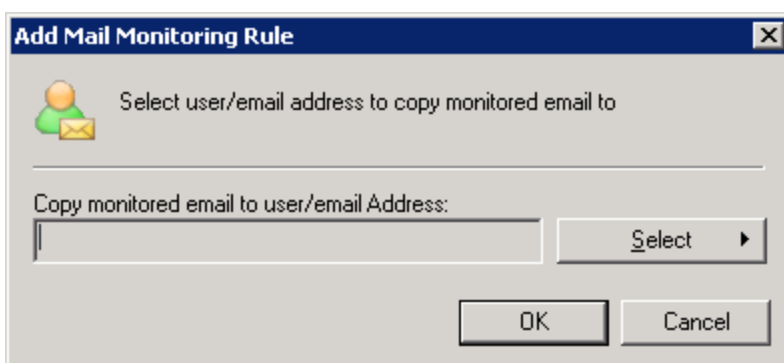 Add Mail Monitoring Rule
Select user/email address to copy monitored email to
Copy monitored email to user/email Address:
Select
OK
Cancel